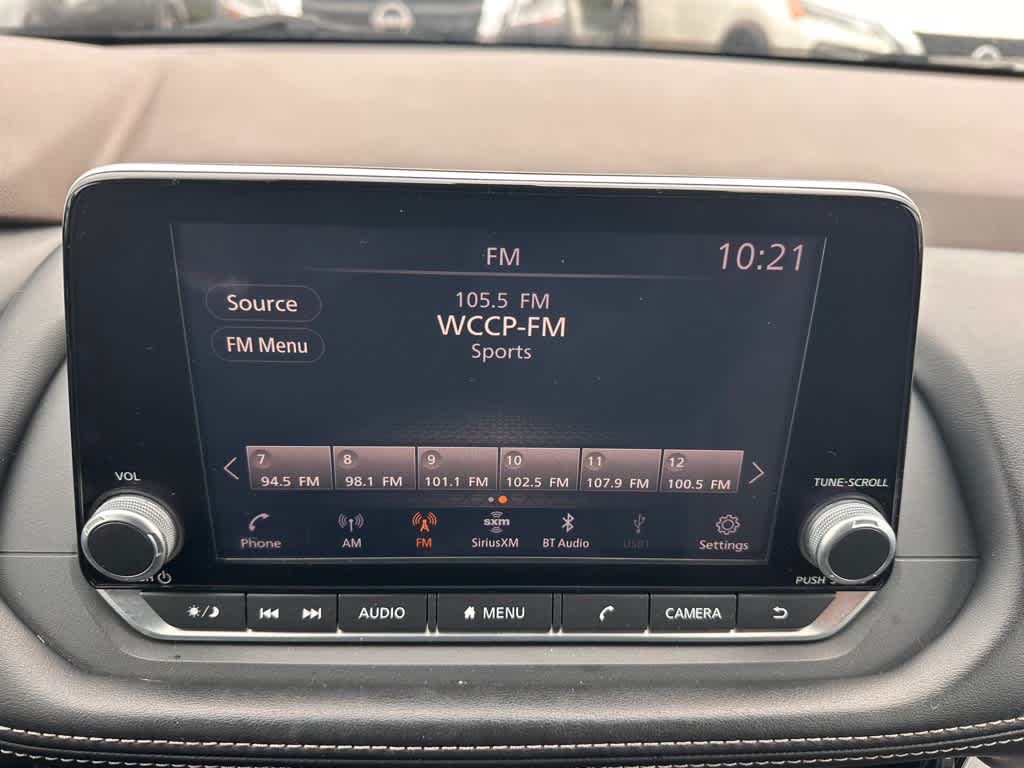 FM
10:21
Source
105.5 FM
WCCP-FM
FM Menu
Sports
7
94.5 FM
8
98.1 FM
9
101.1 FM
10
102.5 FM
11
107.9 FM
12
100.5 FM
VOL
TUNE·SCROLL
Phone
AM
FM
sxm
SiriusXM
BT Audio
USB1
Settings
PUSH
AUDIO
MENU
CAMERA